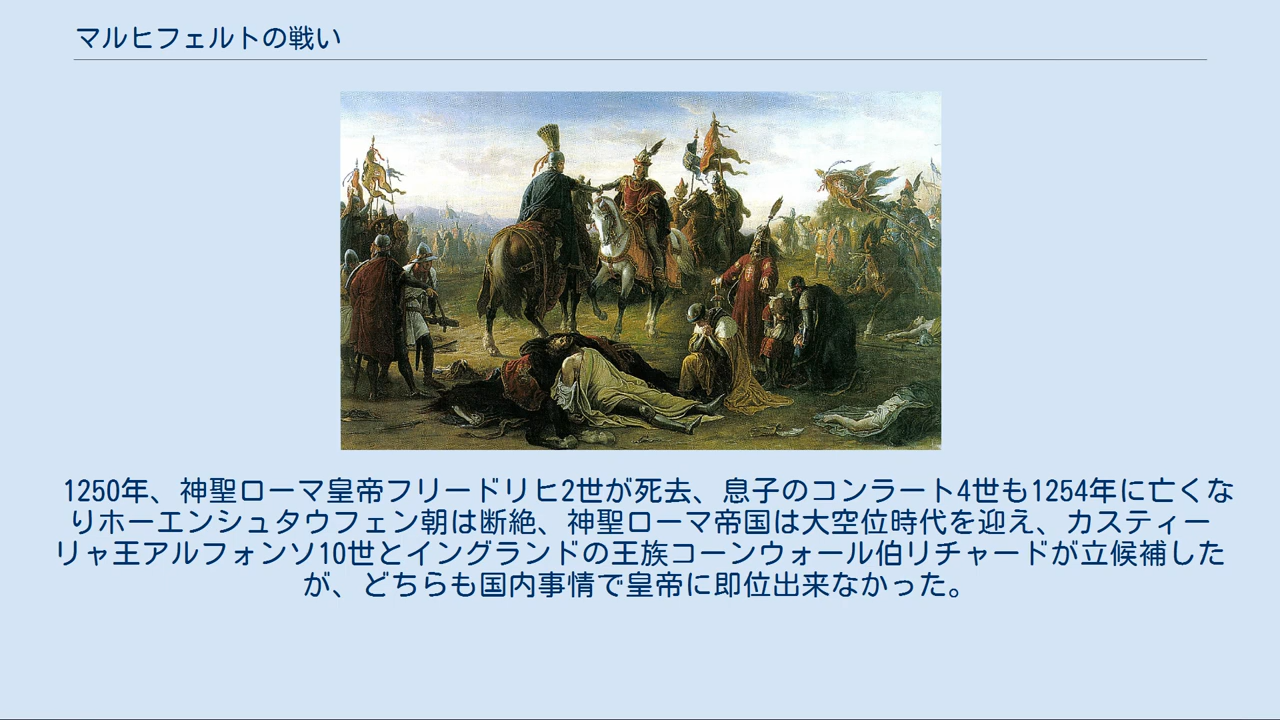 マルヒフェルトの戦い
1250年、神聖ローマ皇帝フリードリヒ2世が死去、息子のコンラート4世も1254年に亡くな
りホーエンシュタウフェン朝は断絶、神聖ローマ帝国は大空位時代を迎え、カスティー
リャ王アルフォンソ10世とイングランドの王族コーンウォール伯リチャードが立候補した
が、どちらも国内事情で皇帝に即位出来なかった。